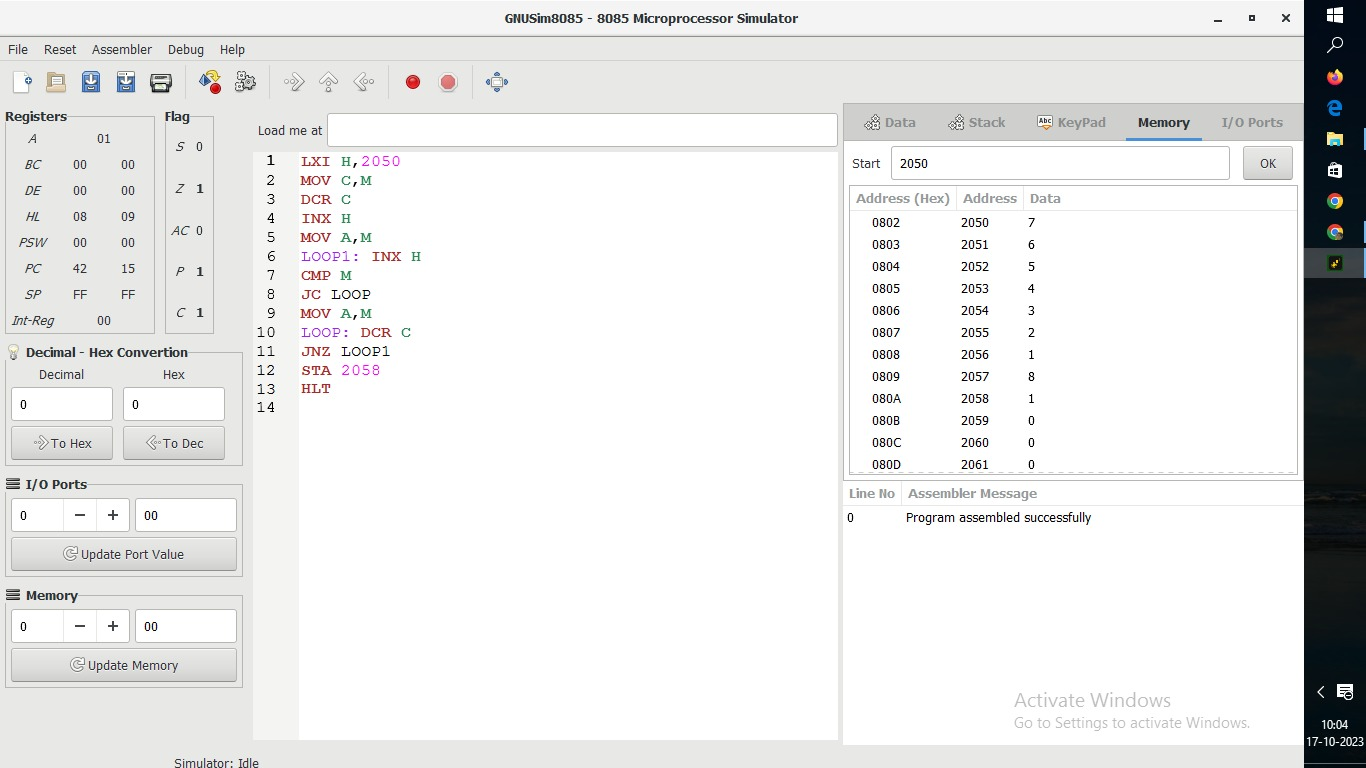 GNUSim8085 - 8085 Microprocessor Simulator
File Reset Assembler Debug Help
Registers
A 01
BC 00 00
DE 00 00
HL 08 09
PSW 00 00
PC 42 15
SP FF FF
Int-Reg 00
Flag
S 0
Z 1
AC 0
P 1
C 1
Decimal - Hex Convertion
Decimal Hex
0 0
To Hex To Dec
I/O Ports
0 − + 00
Update Port Value
Memory
0 − + 00
Update Memory
Load me at
1 LXI H,2050
2 MOV C,M
3 DCR C
4 INX H
5 MOV A,M
6 LOOP1: INX H
7 CMP M
8 JC LOOP
9 MOV A,M
10 LOOP: DCR C
11 JNZ LOOP1
12 STA 2058
13 HLT
14
Data Stack Abc KeyPad Memory I/O Ports
Start 2050 OK
Address (Hex) Address Data
0802 2050 7
0803 2051 6
0804 2052 5
0805 2053 4
0806 2054 3
0807 2055 2
0808 2056 1
0809 2057 8
080A 2058 1
080B 2059 0
080C 2060 0
080D 2061 0
Line No Assembler Message
0 Program assembled successfully
Activate Windows
Go to Settings to activate Windows.
Simulator: Idle
10:04
17-10-2023